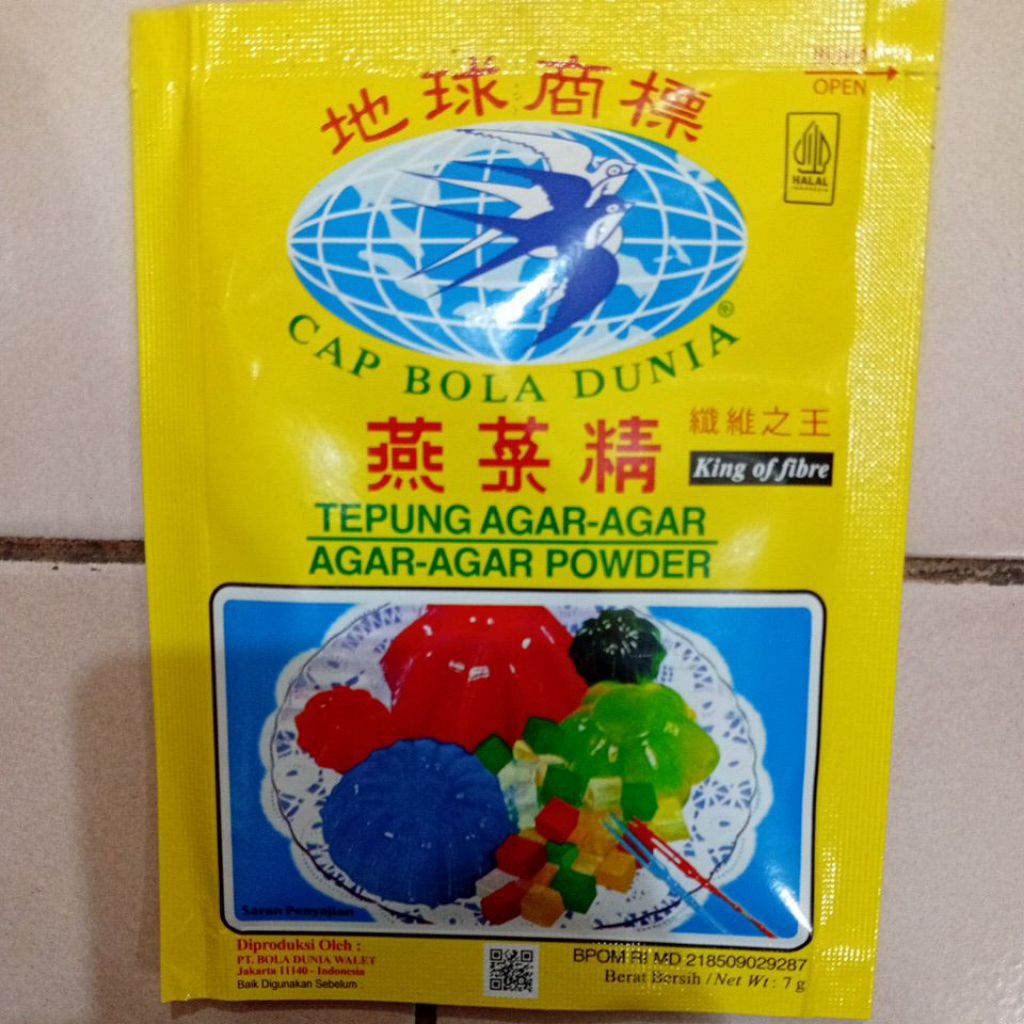 BUKA
OPEN
地球商標
HALAL
INDONESIA
CAP BOLA DUNIA®
燕菜精
纖維之王
King of fibre
TEPUNG AGAR-AGAR
AGAR-AGAR POWDER
Saran Penyajian
Diproduksi Oleh :
PT. BOLA DUNIA WALET
Jakarta 11140 - Indonesia
Baik Digunakan Sebelum :
BPOM RI MD 218509029287
Berat Bersih / Net Wt : 7 g